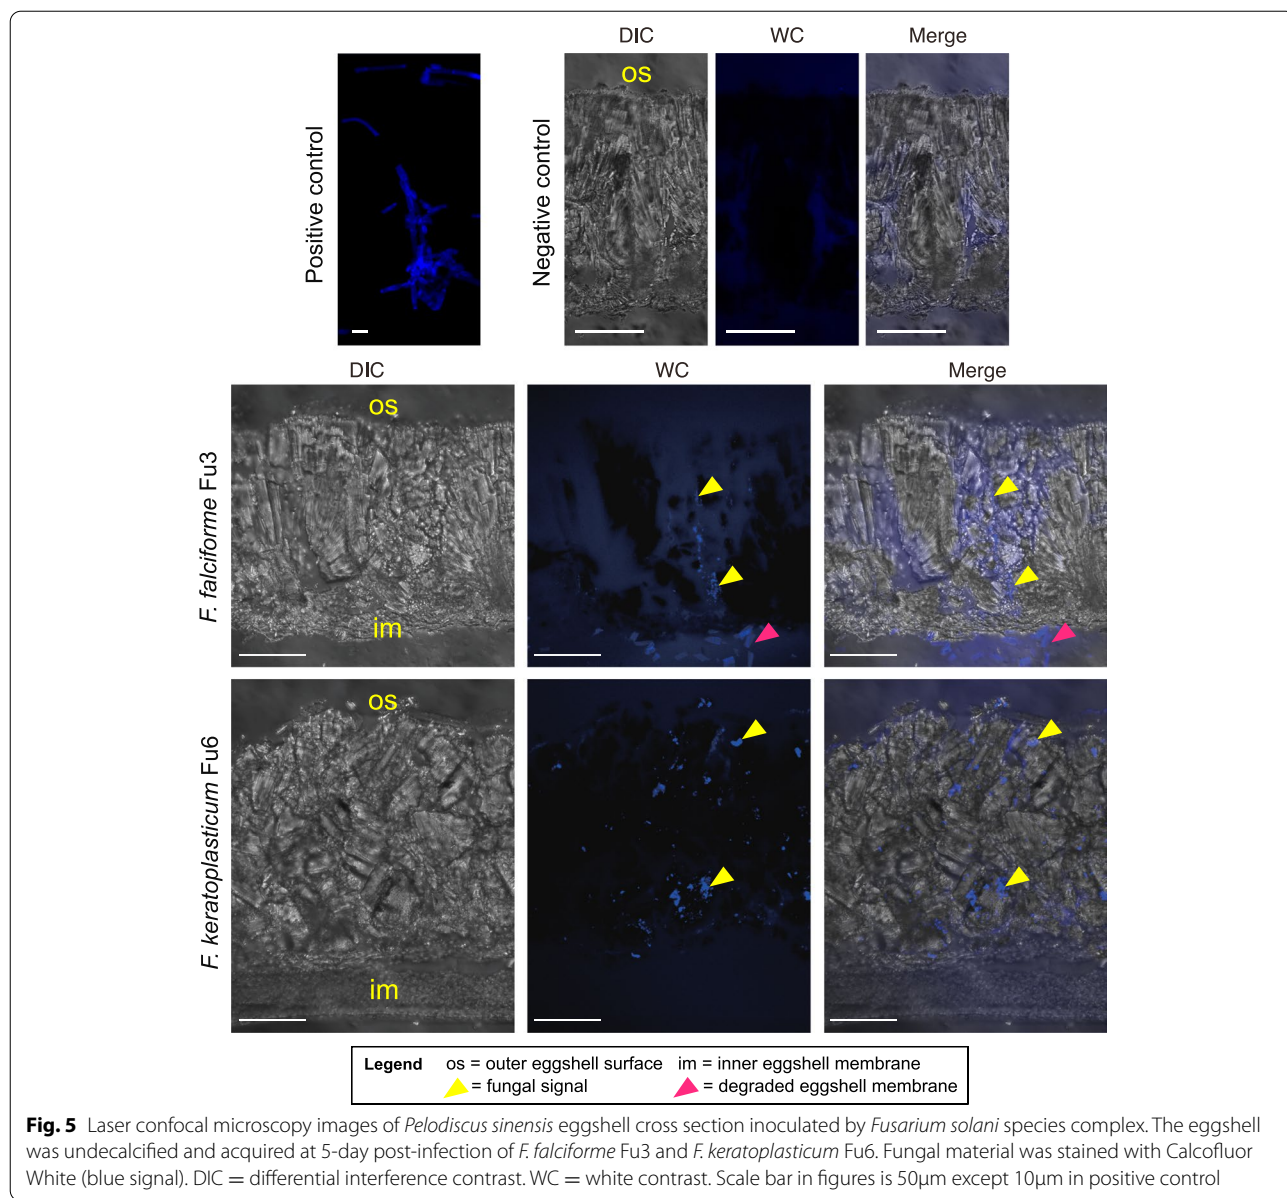 DIC WC Merge
Positive control
Negative control
os
DIC WC Merge
F. falciforme Fu3
os
im
F. keratoplasticum Fu6
os
im
Legend os = outer eggshell surface im = inner eggshell membrane
= fungal signal = degraded eggshell membrane
Fig. 5 Laser confocal microscopy images of Pelodiscus sinensis eggshell cross section inoculated by Fusarium solani species complex. The eggshell
was undecalcified and acquired at 5-day post-infection of F. falciforme Fu3 and F. keratoplasticum Fu6. Fungal material was stained with Calcofluor
White (blue signal). DIC = differential interference contrast. WC = white contrast. Scale bar in figures is 50µm except 10µm in positive control